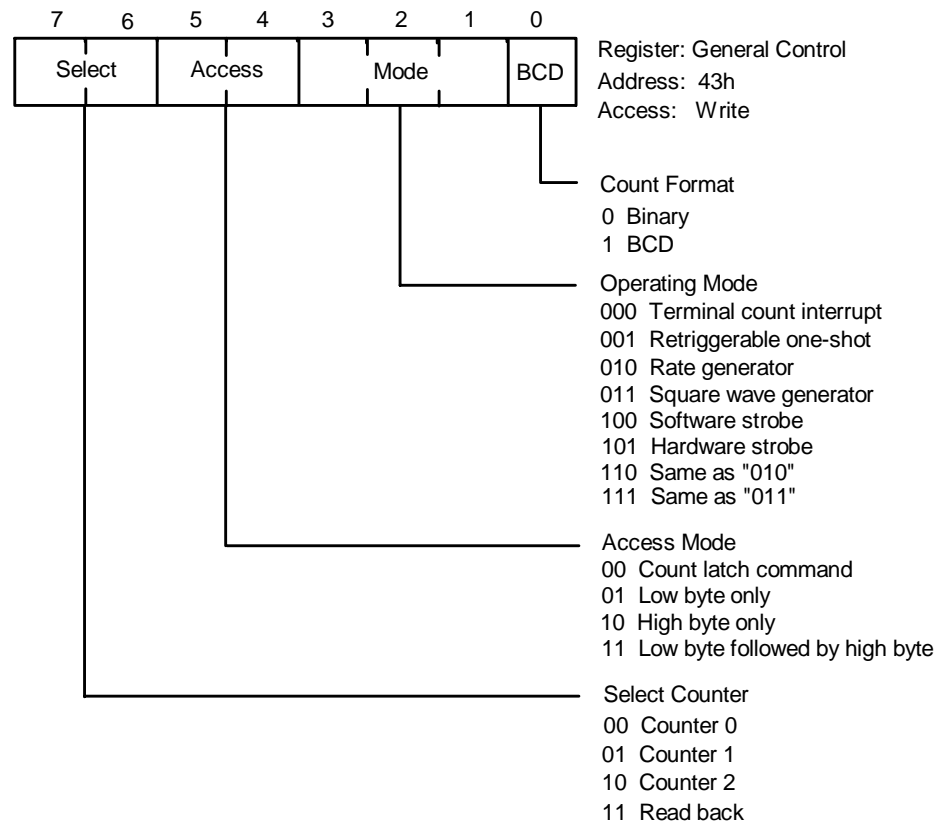 7 6 5 4 3 2 1 0
Select Access Mode BCD
Register: General Control
Address: 43h
Access: Write
Count Format
0 Binary
1 BCD
Operating Mode
000 Terminal count interrupt
001 Retriggerable one-shot
010 Rate generator
011 Square wave generator
100 Software strobe
101 Hardware strobe
110 Same as "010"
111 Same as "011"
Access Mode
00 Count latch command
01 Low byte only
10 High byte only
11 Low byte followed by high byte
Select Counter
00 Counter 0
01 Counter 1
10 Counter 2
11 Read back